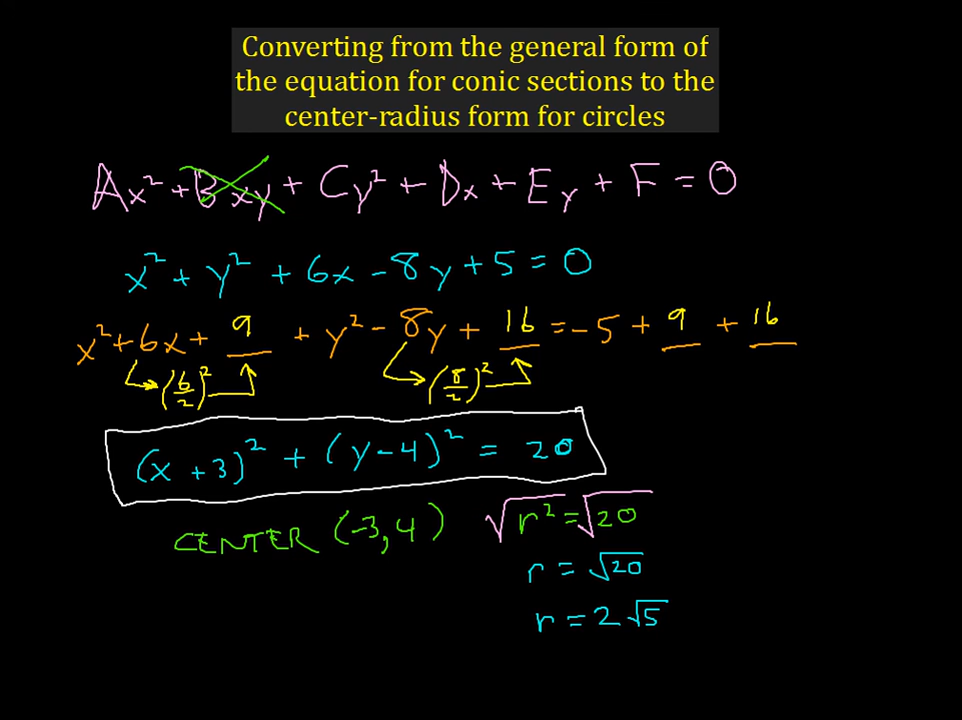 Converting from the general form of
the equation for conic sections to the
center-radius form for circles
Ax² + Bxy + Cy² + Dx + Ey + F = 0
x² + y² + 6x - 8y + 5 = 0
x² + 6x + 9 + y² - 8y + 16 = -5 + 9 + 16
(6/2)² (8/2)²
(x + 3)² + (y - 4)² = 20
CENTER (-3, 4) √r² = √20
r = √20
r = 2√5